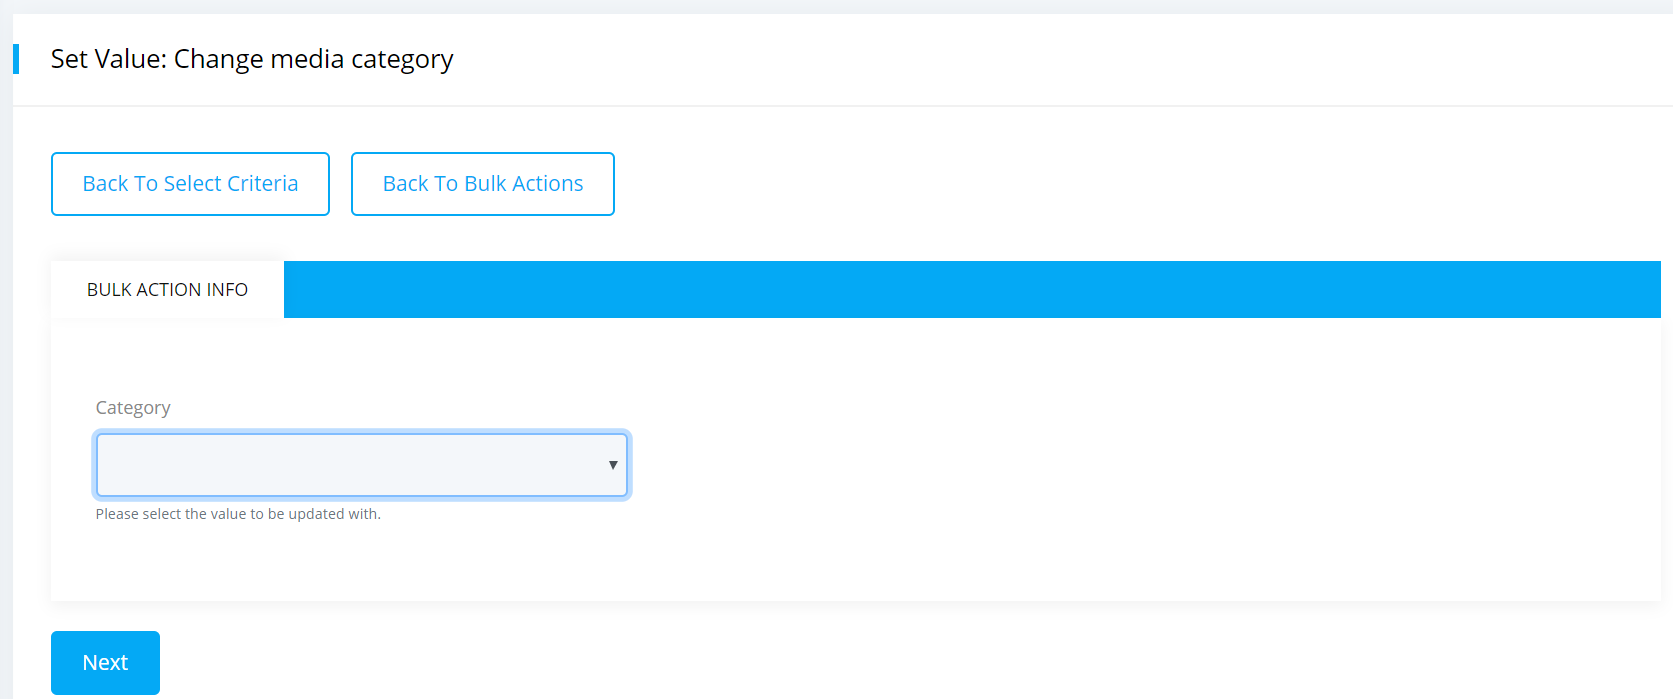 Set Value: Change media category
Back To Select Criteria
Back To Bulk Actions
BULK ACTION INFO
Category
Please select the value to be updated with.
Next